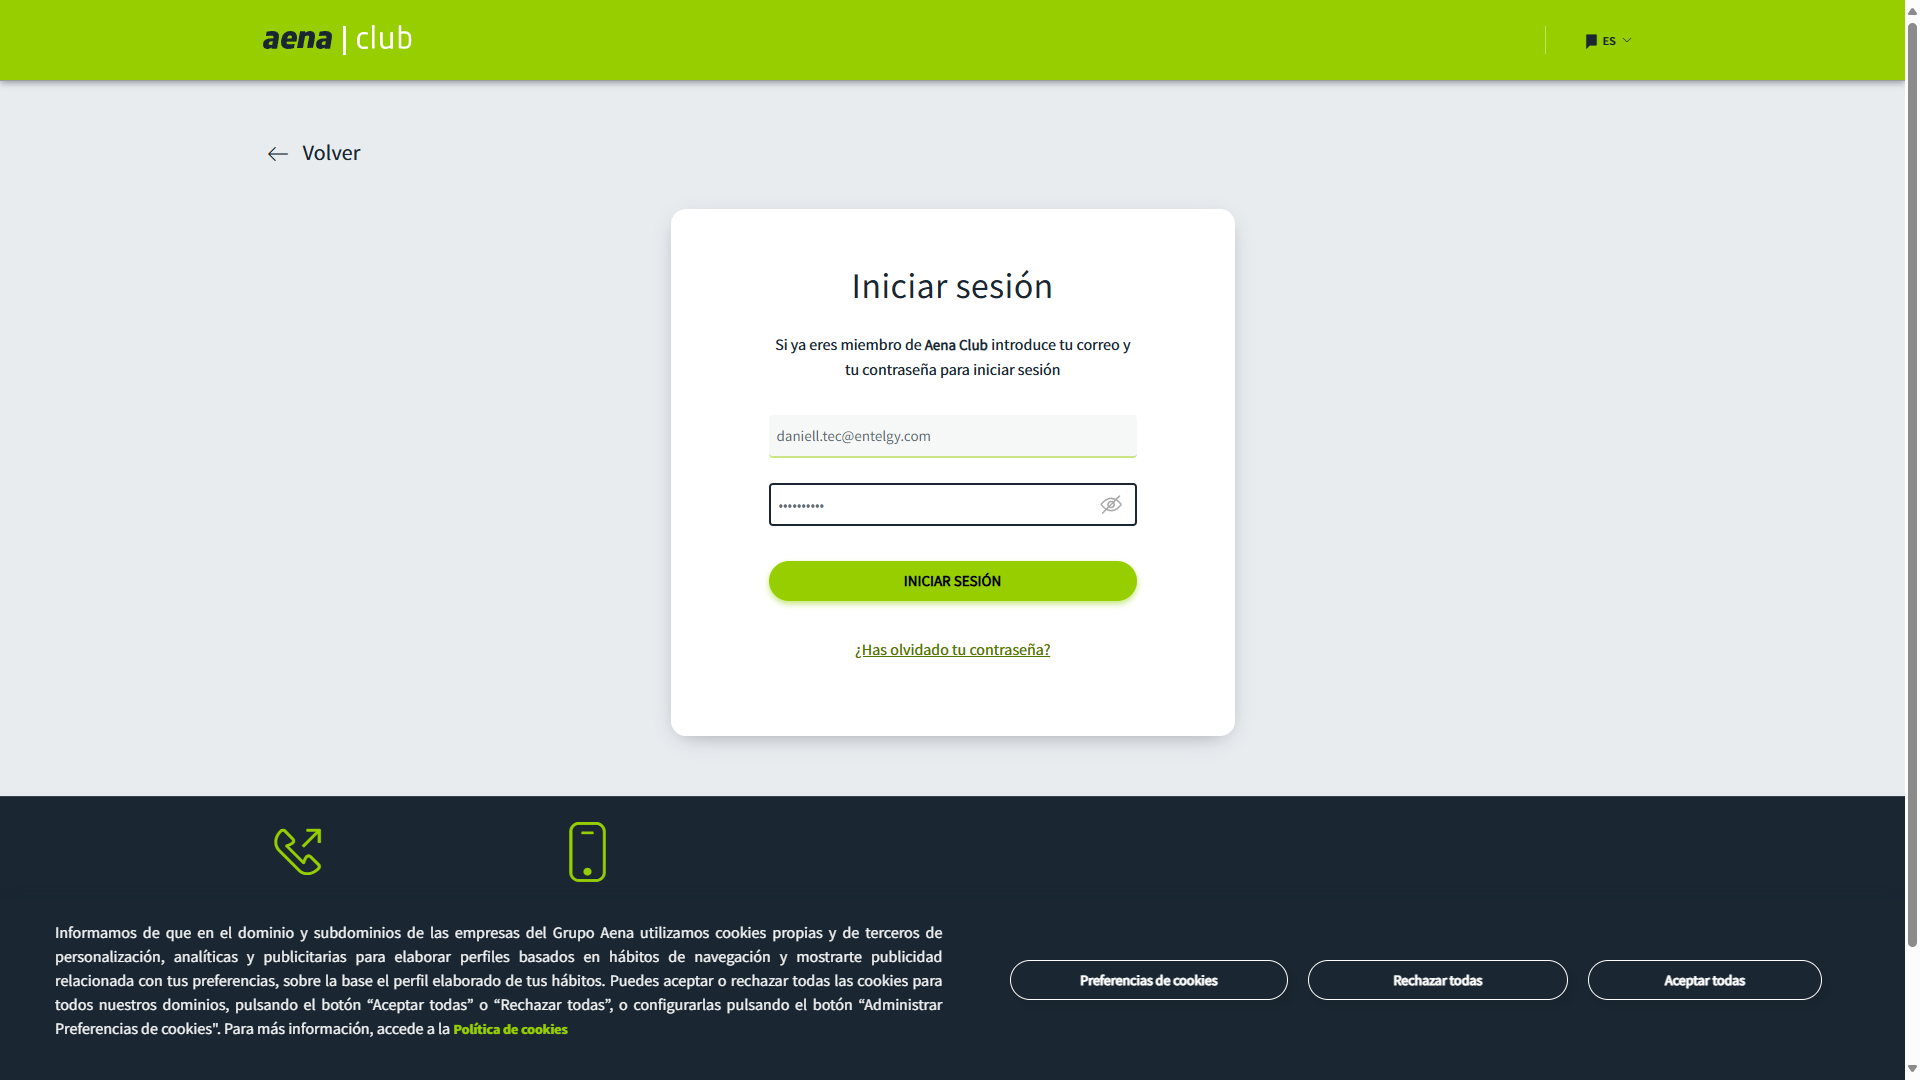 aena | club
ES
Volver
Iniciar sesión
Si ya eres miembro de Aena Club introduce tu correo y
tu contraseña para iniciar sesión
daniell.tec@entelgy.com
••••••••••
INICIAR SESIÓN
¿Has olvidado tu contraseña?
Informamos de que en el dominio y subdominios de las empresas del Grupo Aena utilizamos cookies propias y de terceros de
personalización, analíticas y publicitarias para elaborar perfiles basados en hábitos de navegación y mostrarte publicidad
relacionada con tus preferencias, sobre la base el perfil elaborado de tus hábitos. Puedes aceptar o rechazar todas las cookies para
todos nuestros dominios, pulsando el botón “Aceptar todas” o “Rechazar todas”, o configurarlas pulsando el botón “Administrar
Preferencias de cookies". Para más información, accede a la Política de cookies
Preferencias de cookies
Rechazar todas
Aceptar todas